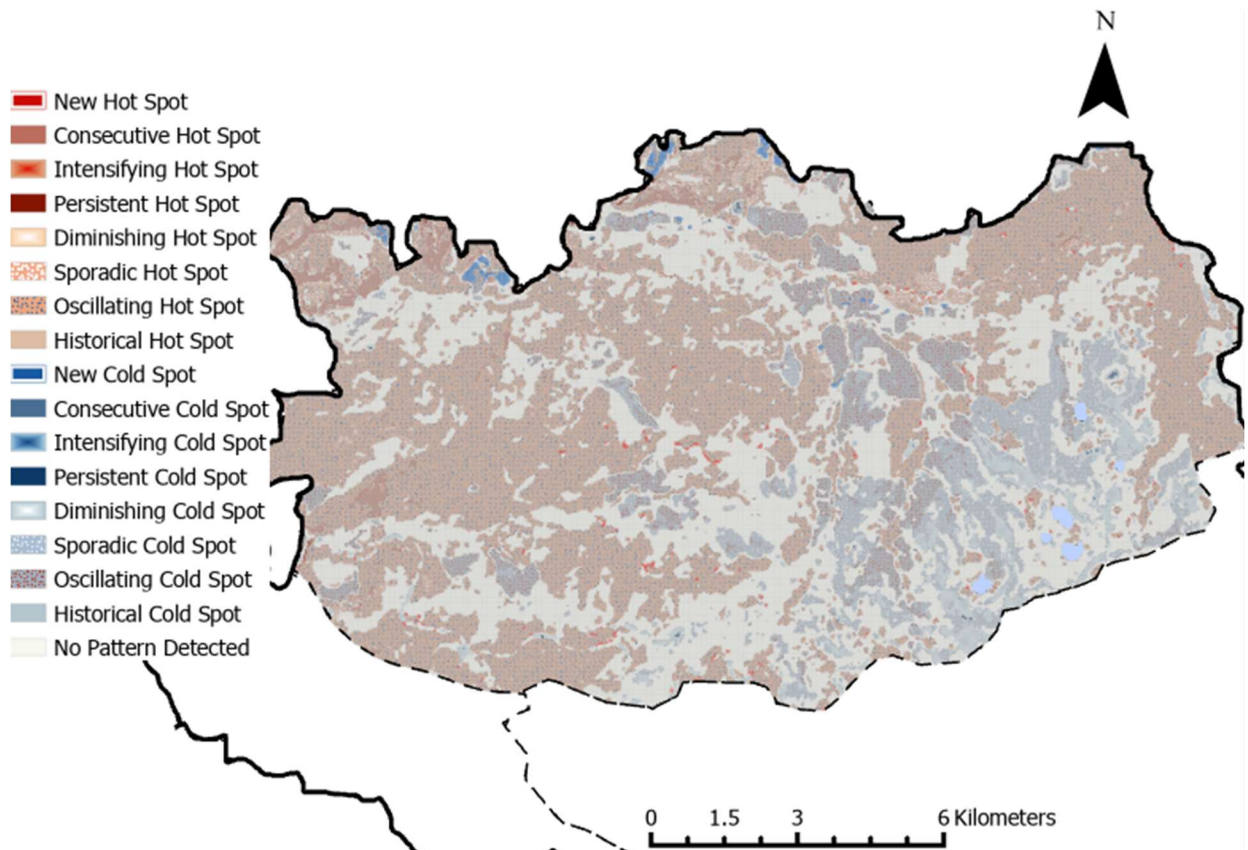 N
New Hot Spot
Consecutive Hot Spot
Intensifying Hot Spot
Persistent Hot Spot
Diminishing Hot Spot
Sporadic Hot Spot
Oscillating Hot Spot
Historical Hot Spot
New Cold Spot
Consecutive Cold Spot
Intensifying Cold Spot
Persistent Cold Spot
Diminishing Cold Spot
Sporadic Cold Spot
Oscillating Cold Spot
Historical Cold Spot
No Pattern Detected
0 1.5 3 6 Kilometers